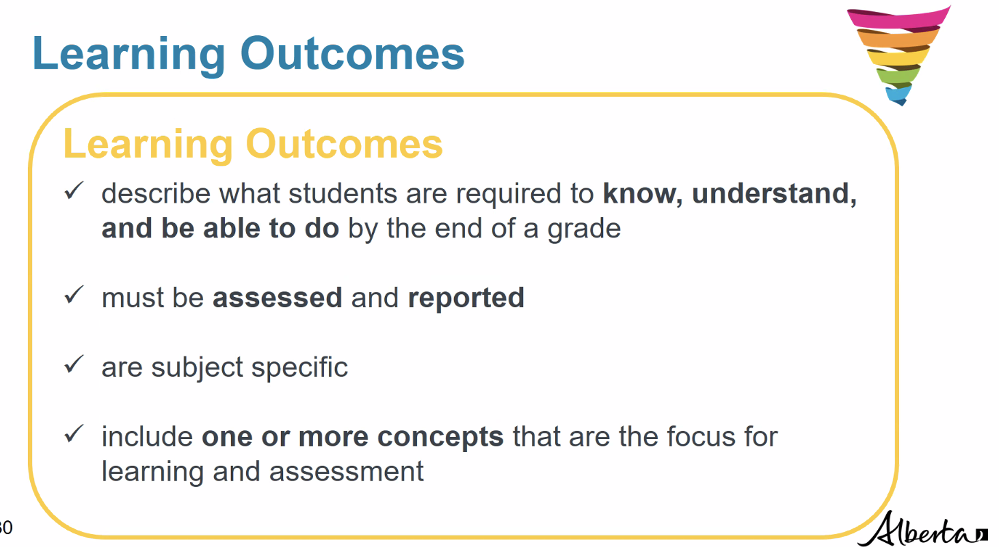 Learning Outcomes
Learning Outcomes
✓ describe what students are required to know, understand,
and be able to do by the end of a grade
✓ must be assessed and reported
✓ are subject specific
✓ include one or more concepts that are the focus for
learning and assessment
Alberta